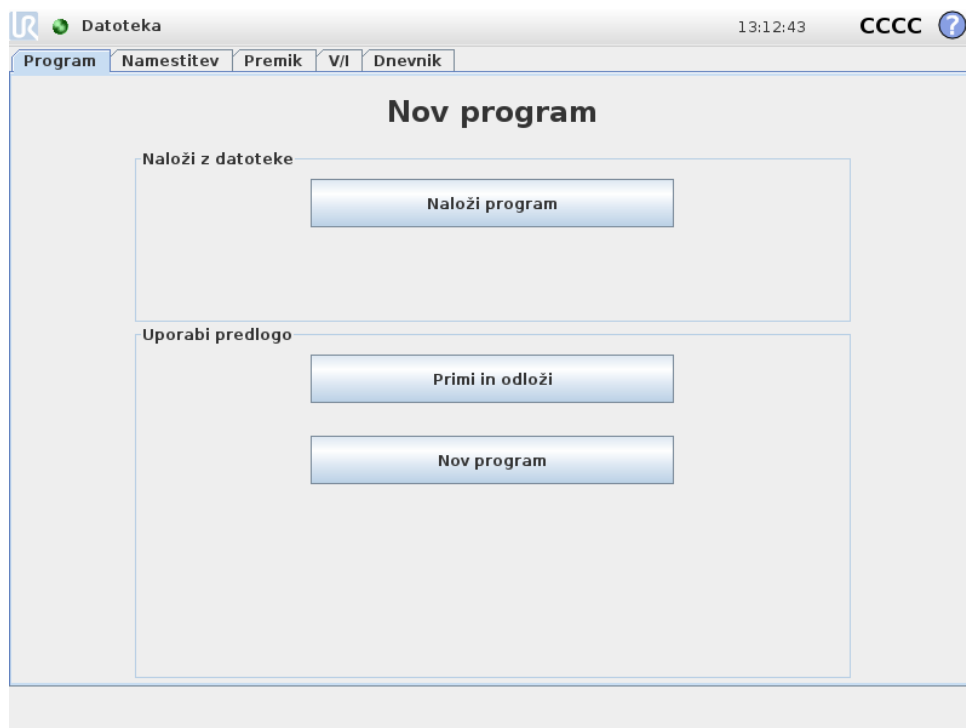 UR Datoteka 13:12:43 CCCC ?
Program Namestitev Premik V/I Dnevnik
Nov program
Naloži z datoteke
Naloži program
Uporabi predlogo
Primi in odloži
Nov program